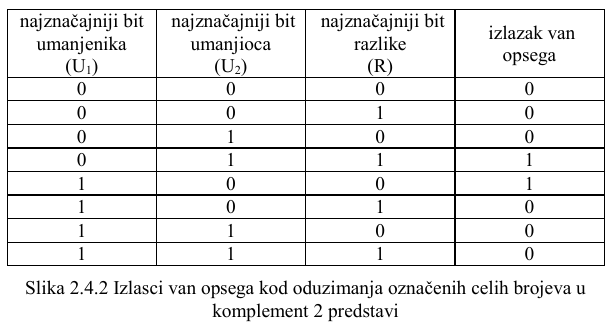 najznačajniji bit umanjenika (U₁) najznačajniji bit umanjioca (U₂) najznačajniji bit razlike (R) izlazak van opsega
0 0 0 0
0 0 1 0
0 1 0 0
0 1 1 1
1 0 0 1
1 0 1 0
1 1 0 0
1 1 1 0
Slika 2.4.2 Izlasci van opsega kod oduzimanja označenih celih brojeva u
komplement 2 predstavi